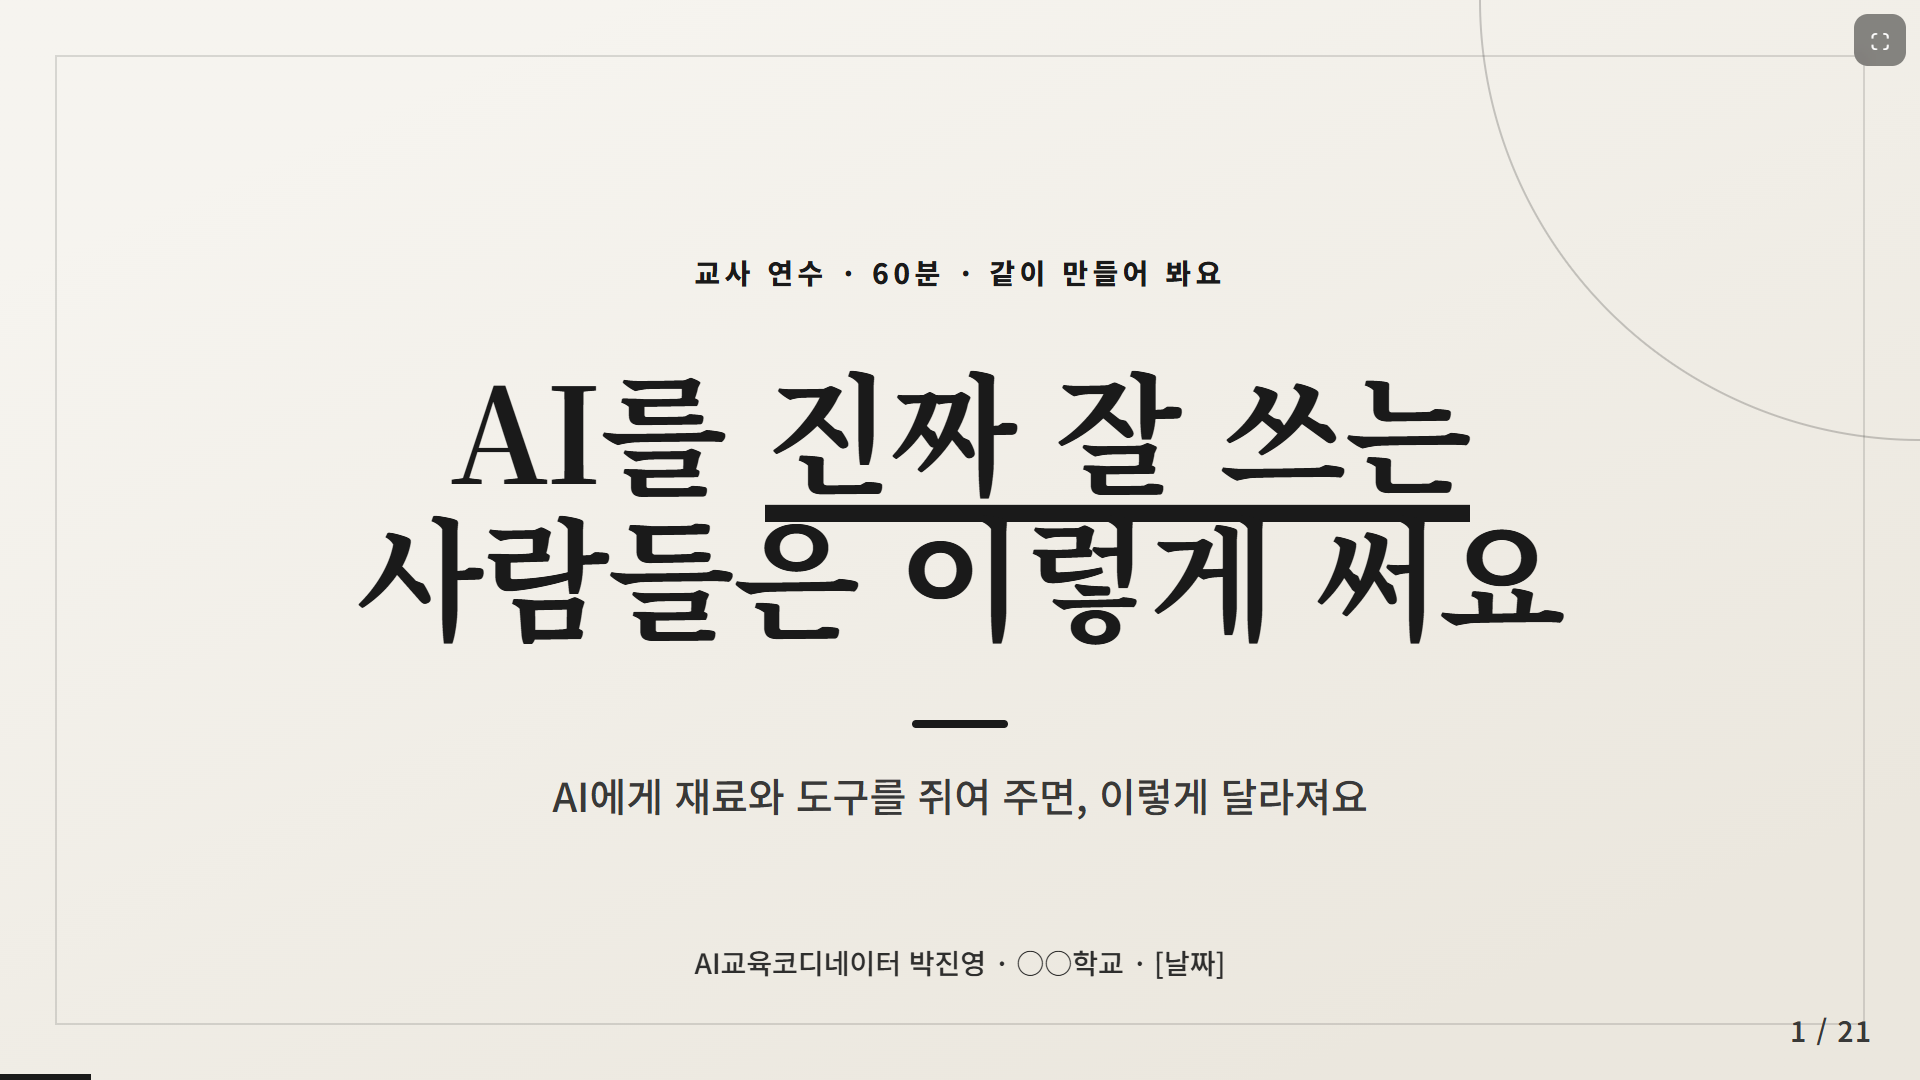 교사 연수 · 60분 · 같이 만들어 봐요
AI를 진짜 잘 쓰는
사람들은 이렇게 써요
AI에게 재료와 도구를 쥐여 주면, 이렇게 달라져요
AI교육코디네이터 박진영 · ○○학교 · [날짜]
1 / 21